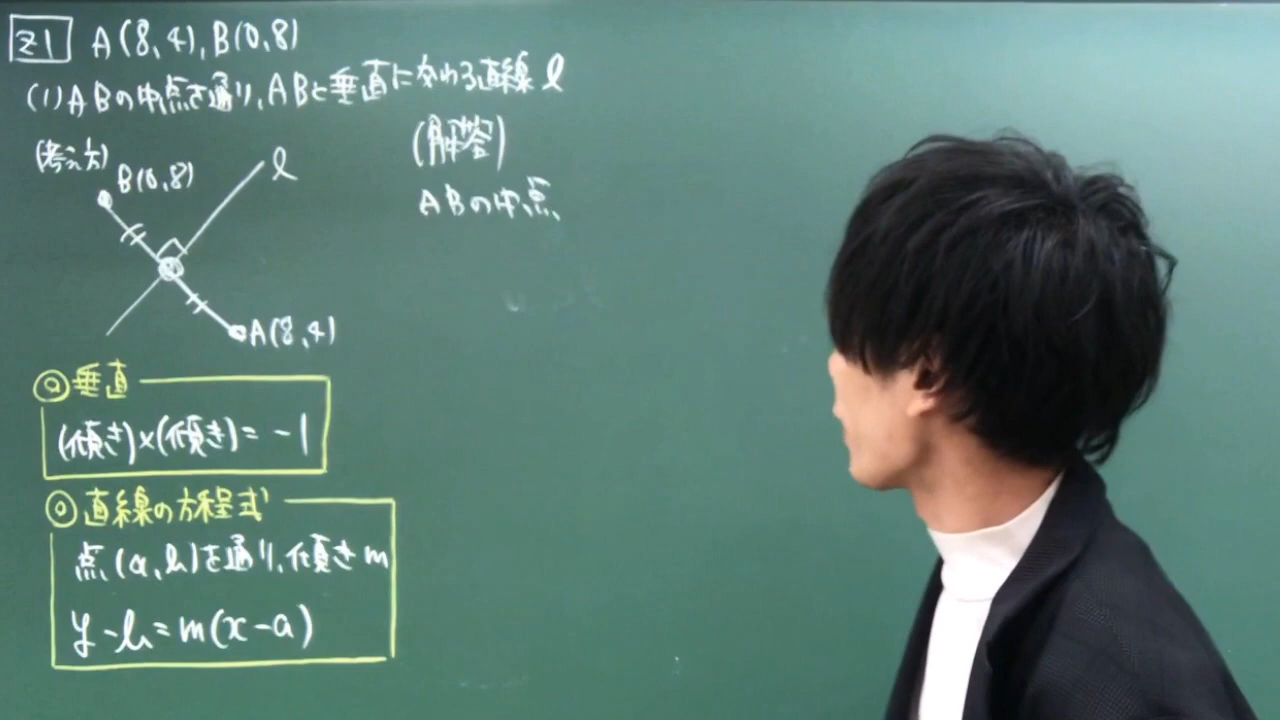 21 A(8,4), B(0,8)
(1) ABの中点を通り、ABと垂直に交わる直線 l
(考え方)
B(0,8)
l
A(8,4)
◎垂直
(傾き)×(傾き)= -1
◎直線の方程式
点(a,b)を通り、傾きm
y-b=m(x-a)
(解答)
ABの中点